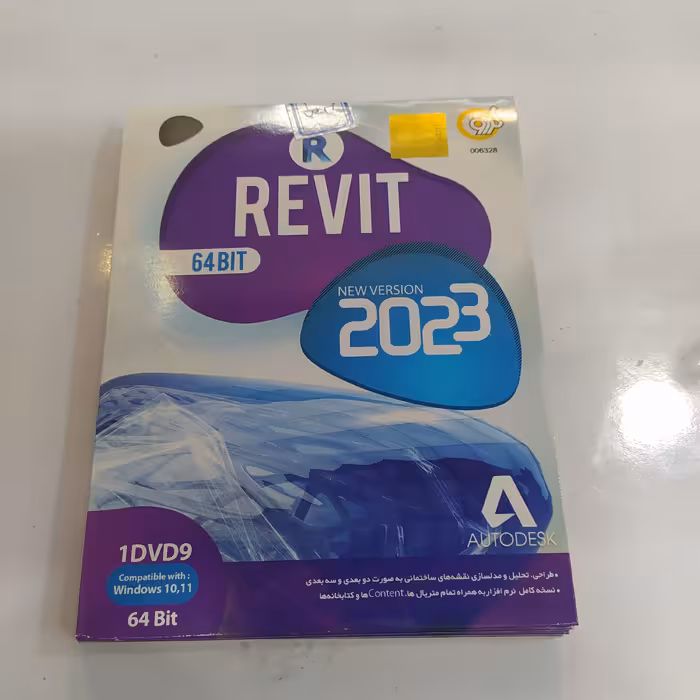 R
006328
REVIT
64 BIT
NEW VERSION
2023
AUTODESK
1DVD9
Compatible with :
Windows 10,11
64 Bit
•طراحی، تحلیل و مدلسازی نقشه‌های ساختمانی به صورت دو بعدی و سه بعدی
•نسخه کامل نرم افزار به همراه تمام متریال ها، Contentها و کتابخانه‌ها